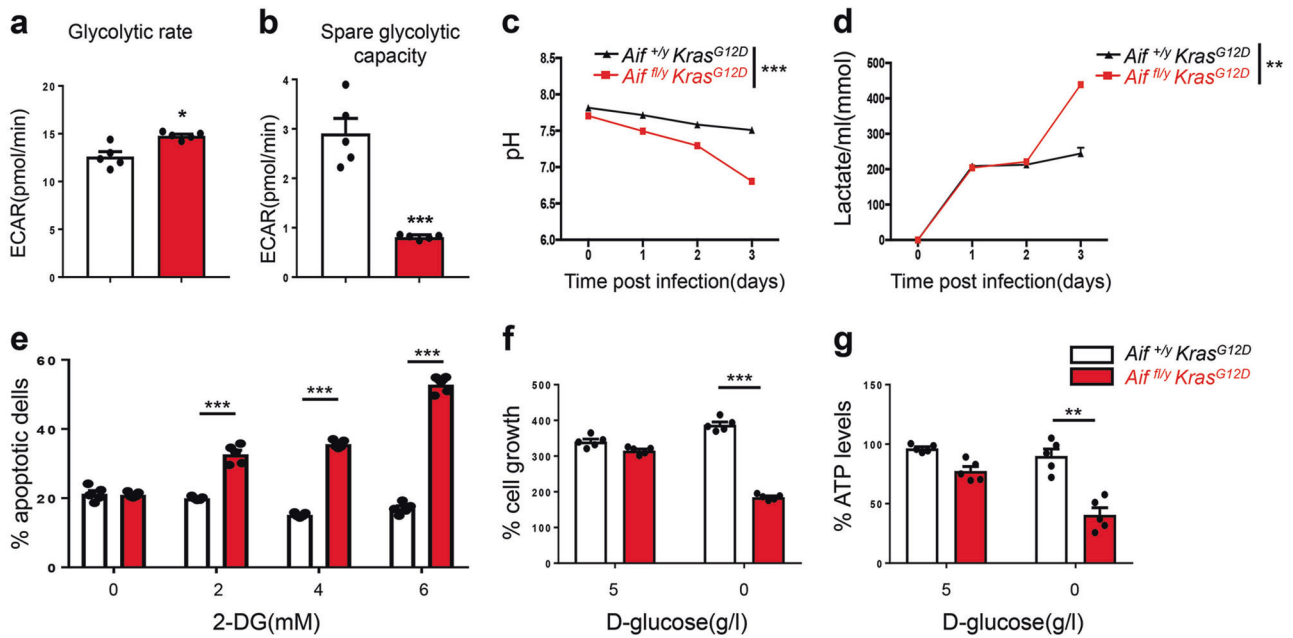 a
Glycolytic rate
ECAR(pmol/min)
20
15
10
5
0
*
b
Spare glycolytic
capacity
ECAR(pmol/min)
4
3
2
1
0
***
c
Aif +/y KrasG12D
Aif fl/y KrasG12D
***
pH
8.0
7.5
7.0
6.5
6.0
0 1 2 3
Time post infection(days)
d
Aif +/y KrasG12D
Aif fl/y KrasG12D
**
Lactate/ml(mmol)
500
400
300
200
100
0
0 1 2 3
Time post infection(days)
e
% apoptotic dells
60
40
20
0
*** *** ***
0 2 4 6
2-DG(mM)
f
% cell growth
500
400
300
200
100
0
***
5 0
D-glucose(g/l)
g
Aif +/y KrasG12D
Aif fl/y KrasG12D
% ATP levels
150
100
50
0
**
5 0
D-glucose(g/l)